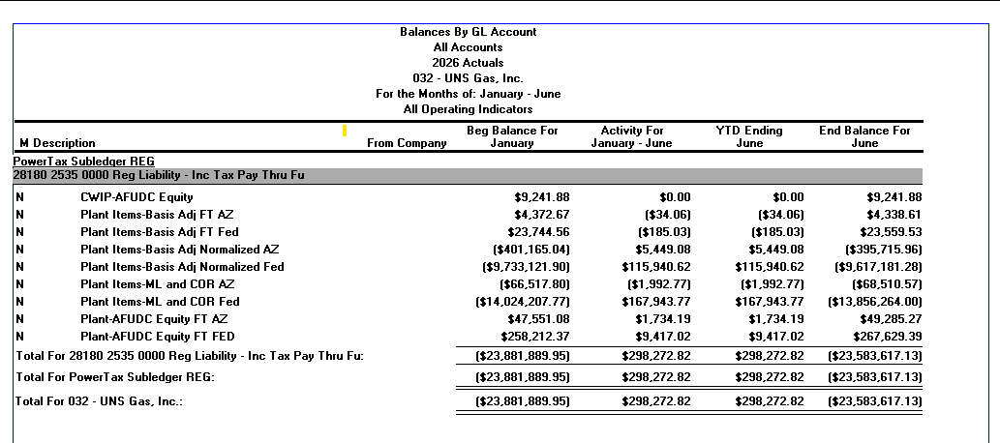 Balances By GL Account
All Accounts
2026 Actuals
032 - UNS Gas, Inc.
For the Months of: January - June
All Operating Indicators
M Description From Company Beg Balance For January Activity For January - June YTD Ending June End Balance For June
PowerTax Subledger REG
28180 2535 0000 Reg Liability - Inc Tax Pay Thru Fu
N CWIP-AFUDC Equity $9,241.88 $0.00 $0.00 $9,241.88
N Plant Items-Basis Adj FT AZ $4,372.67 ($34.06) ($34.06) $4,338.61
N Plant Items-Basis Adj FT Fed $23,744.56 ($185.03) ($185.03) $23,559.53
N Plant Items-Basis Adj Normalized AZ ($401,165.04) $5,449.08 $5,449.08 ($395,715.96)
N Plant Items-Basis Adj Normalized Fed ($9,733,121.90) $115,940.62 $115,940.62 ($9,617,181.28)
N Plant Items-ML and COR AZ ($66,517.80) ($1,992.77) ($1,992.77) ($68,510.57)
N Plant Items-ML and COR Fed ($14,024,207.77) $167,943.77 $167,943.77 ($13,856,264.00)
N Plant-AFUDC Equity FT AZ $47,551.08 $1,734.19 $1,734.19 $49,285.27
N Plant-AFUDC Equity FT FED $258,212.37 $9,417.02 $9,417.02 $267,629.39
Total For 28180 2535 0000 Reg Liability - Inc Tax Pay Thru Fu: ($23,881,889.95) $298,272.82 $298,272.82 ($23,583,617.13)
Total For PowerTax Subledger REG: ($23,881,889.95) $298,272.82 $298,272.82 ($23,583,617.13)
Total For 032 - UNS Gas, Inc.: ($23,881,889.95) $298,272.82 $298,272.82 ($23,583,617.13)